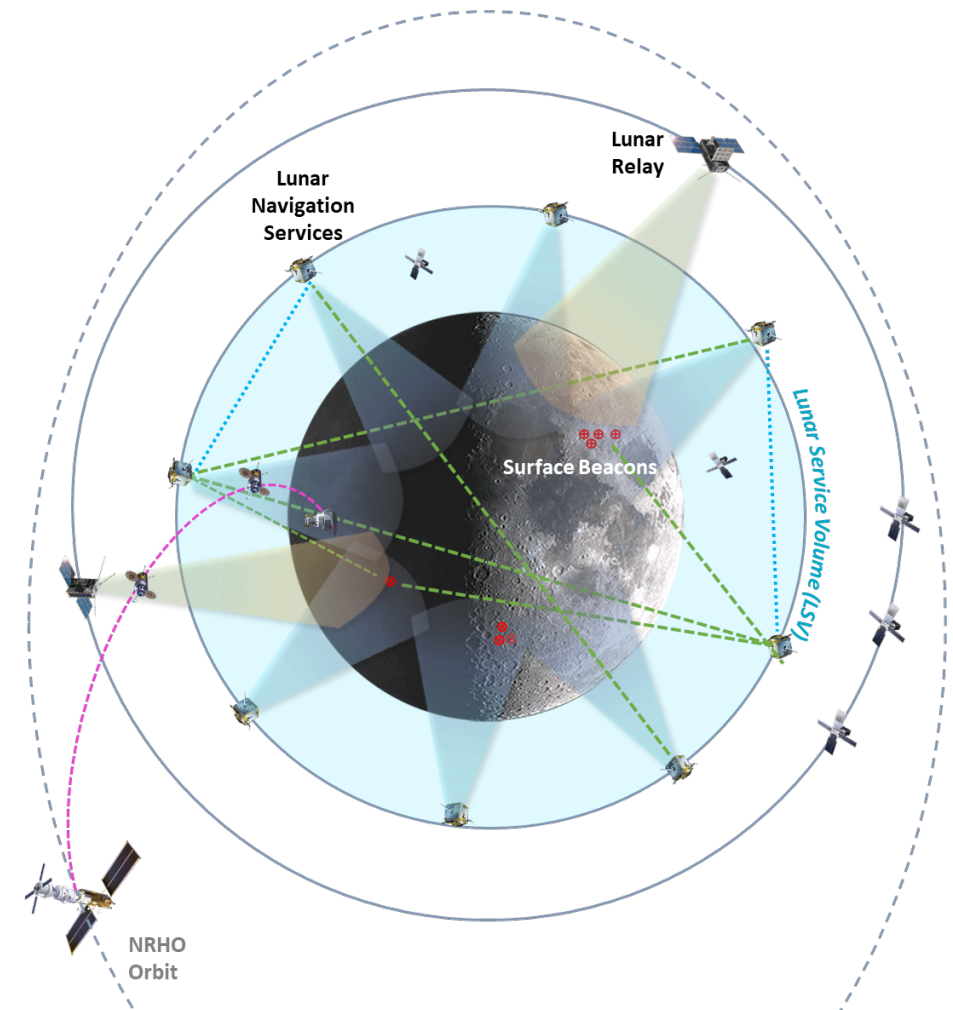 Lunar
Relay
Lunar
Navigation
Services
Lunar Service Volume (LSV)
Surface Beacons
NRHO
Orbit